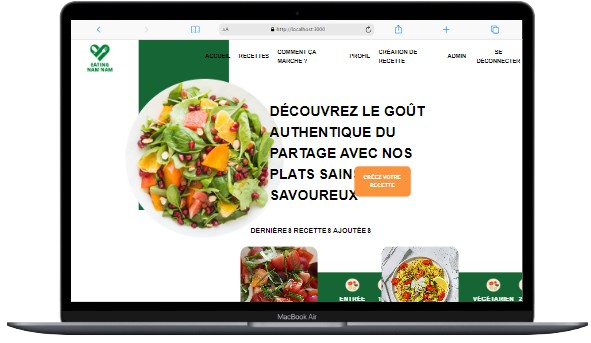 AA
http://localhost:3000
EATING
NAM NAM
ACCUEIL
RECETTES
COMMENT ÇA
MARCHE ?
PROFIL
CRÉATION DE
RECETTE
ADMIN
SE
DÉCONNECTER
DÉCOUVREZ LE GOÛT
AUTHENTIQUE DU
PARTAGE AVEC NOS
PLATS SAIN
SAVOUREUX
CRÉEZ VOTRE
RECETTE
DERNIÈRES RECETTES AJOUTÉES
ENTRÉE
VÉGÉTARIEN
MacBook Air